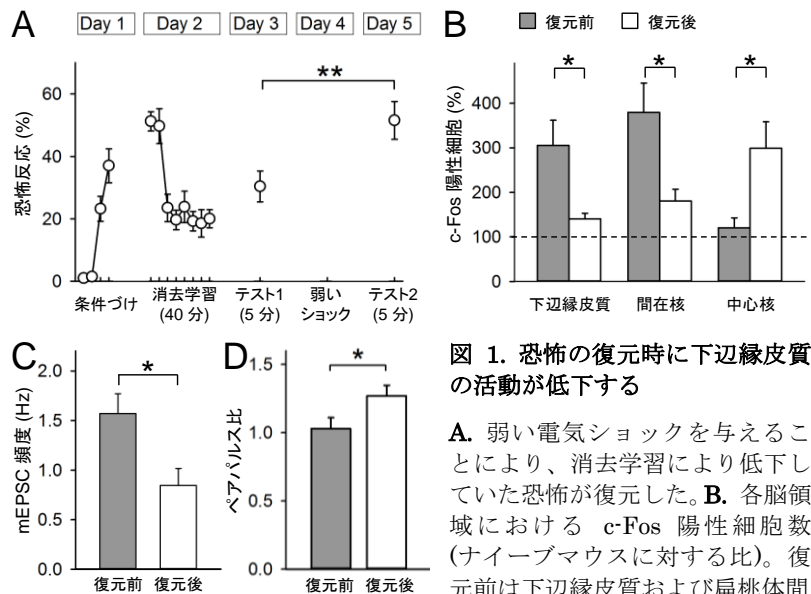 A
Day 1 Day 2 Day 3 Day 4 Day 5
**
60
40
20
0
恐怖反応 (%)
条件づけ 消去学習 テスト1 弱い テスト2
(40 分) (5 分) ショック (5 分)
B
復元前 復元後
* * *
400
300
200
100
0
c-Fos 陽性細胞 (%)
下辺縁皮質 間在核 中心核
C
*
2.0
1.5
1.0
0.5
0.0
mEPSC 頻度 (Hz)
復元前 復元後
D
*
1.5
1.0
0.5
0.0
ペアパルス比
復元前 復元後
図 1. 恐怖の復元時に下辺縁皮質
の活動が低下する
A. 弱い電気ショックを与えるこ
とにより、消去学習により低下し
ていた恐怖が復元した。B. 各脳領
域における c-Fos 陽性細胞数
(ナイーブマウスに対する比)。復
元前は下辺縁皮質および扁桃体間